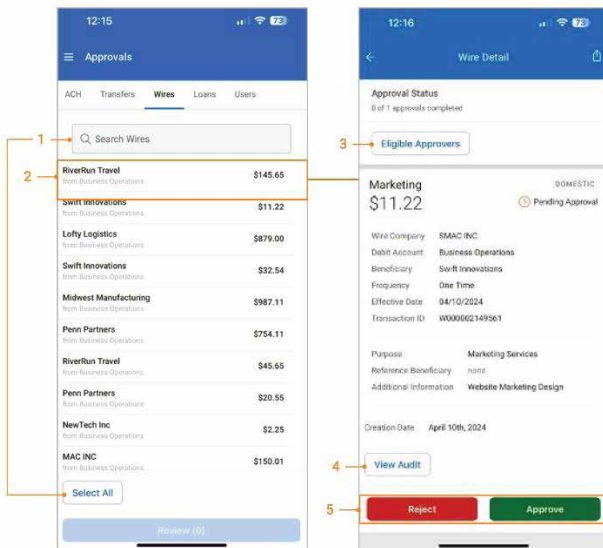 12:15
73
Approvals
ACH Transfers Wires Loans Users
1
Search Wires
2
RiverRun Travel
from Business Operations
$145.65
Swift Innovations
from Business Operations
$11.22
Lofty Logistics
from Business Operations
$879.00
Swift Innovations
from Business Operations
$32.54
Midwest Manufacturing
from Business Operations
$987.11
Penn Partners
from Business Operations
$754.11
RiverRun Travel
from Business Operations
$45.65
Penn Partners
from Business Operations
$20.55
NewTech Inc
from Business Operations
$2.25
MAC INC
from Business Operations
$150.01
Select All
Review (0)
12:16
73
Wire Detail
Approval Status
0 of 1 approvals completed
3
Eligible Approvers
Marketing
DOMESTIC
$11.22
Pending Approval
Wire Company SMAC INC
Debit Account Business Operations
Beneficiary Swift Innovations
Frequency One Time
Effective Date 04/10/2024
Transaction ID W000002149561
Purpose Marketing Services
Reference Beneficiary none
Additional Information Website Marketing Design
Creation Date April 10th, 2024
4
View Audit
5
Reject Approve